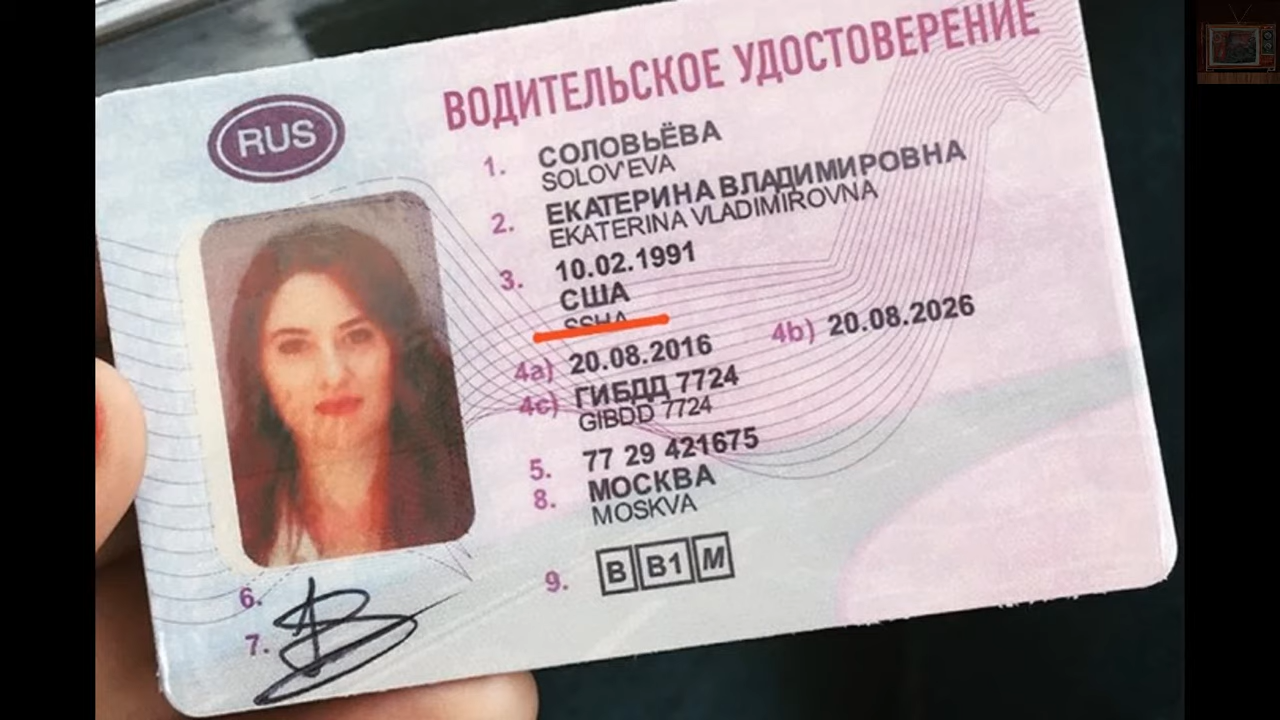 ВОДИТЕЛЬСКОЕ УДОСТОВЕРЕНИЕ
RUS
1. СОЛОВЬЁВА
SOLOV'EVA
2. ЕКАТЕРИНА ВЛАДИМИРОВНА
EKATERINA VLADIMIROVNA
3. 10.02.1991
США
SSHA
4a) 20.08.2016 4b) 20.08.2026
4c) ГИБДД 7724
GIBDD 7724
5. 77 29 421675
8. МОСКВА
MOSKVA
9. B B1 M
6.
7.